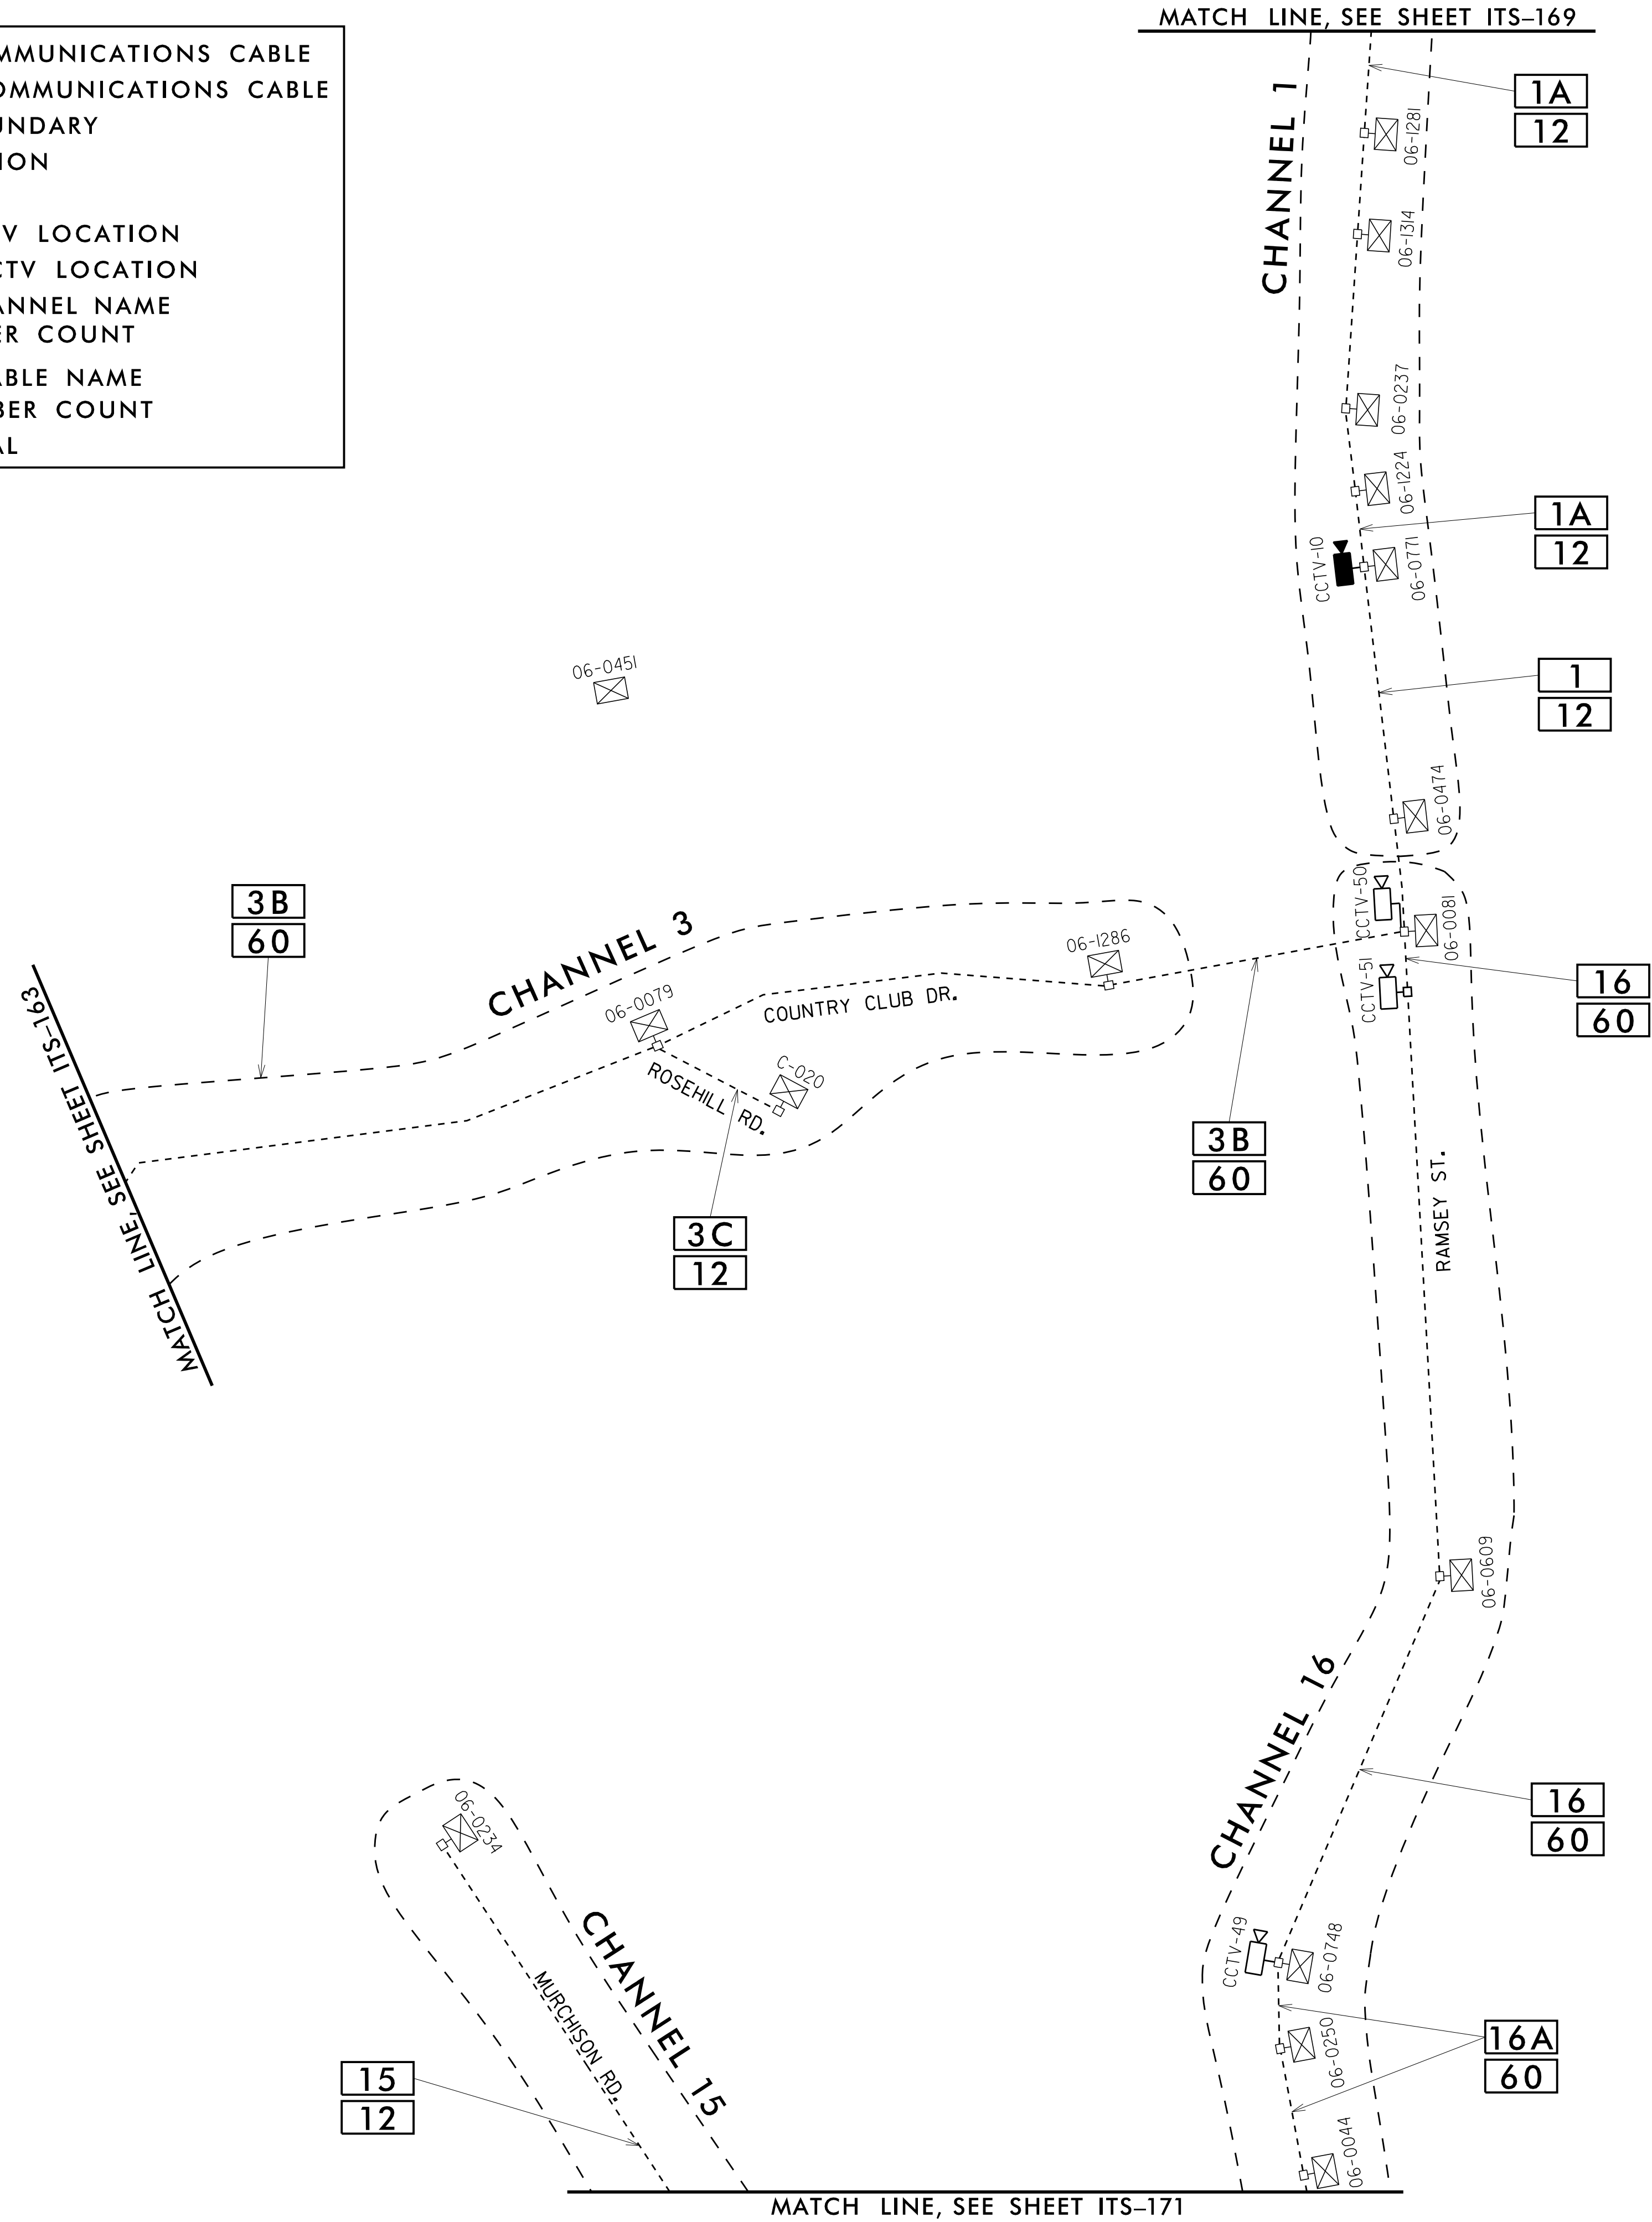 MATCH LINE, SEE SHEET ITS-169
COMMUNICATIONS CABLE
V LOCATION
CTV LOCATION
ANNEL NAME
ER COUNT
ABLE NAME
BER COUNT
AL
CHANNEL 1
1A
12
06-1281
06-1314
06-0237
06-1224
1A
12
CCTV-10
06-0771
06-0451
1
12
06-0474
3B
60
CHANNEL 3
06-1286
CCTV-50
06-0081
CCTV-51
16
60
MATCH LINE, SEE SHEET ITS-163
06-0079
COUNTRY CLUB DR.
ROSEHILL RD.
C-020
3B
60
3C
12
RAMSEY ST.
06-0609
CHANNEL 16
16
60
06-0234
CHANNEL 15
MURCHISON RD.
CCTV-49
06-0748
06-0250
16A
60
15
12
06-0044
MATCH LINE, SEE SHEET ITS-171